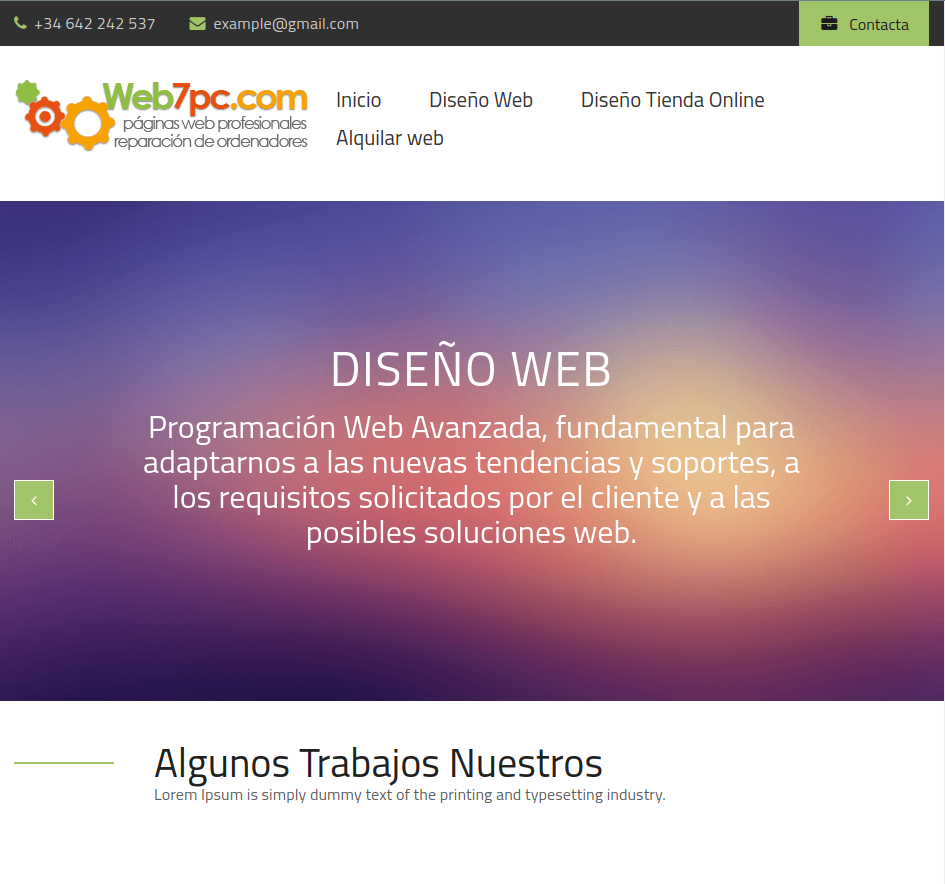 +34 642 242 537 example@gmail.com Contacta
Web7pc.com
páginas web profesionales
reparación de ordenadores
Inicio Diseño Web Diseño Tienda Online
Alquilar web
DISEÑO WEB
Programación Web Avanzada, fundamental para
adaptarnos a las nuevas tendencias y soportes, a
los requisitos solicitados por el cliente y a las
posibles soluciones web.
Algunos Trabajos Nuestros
Lorem Ipsum is simply dummy text of the printing and typesetting industry.